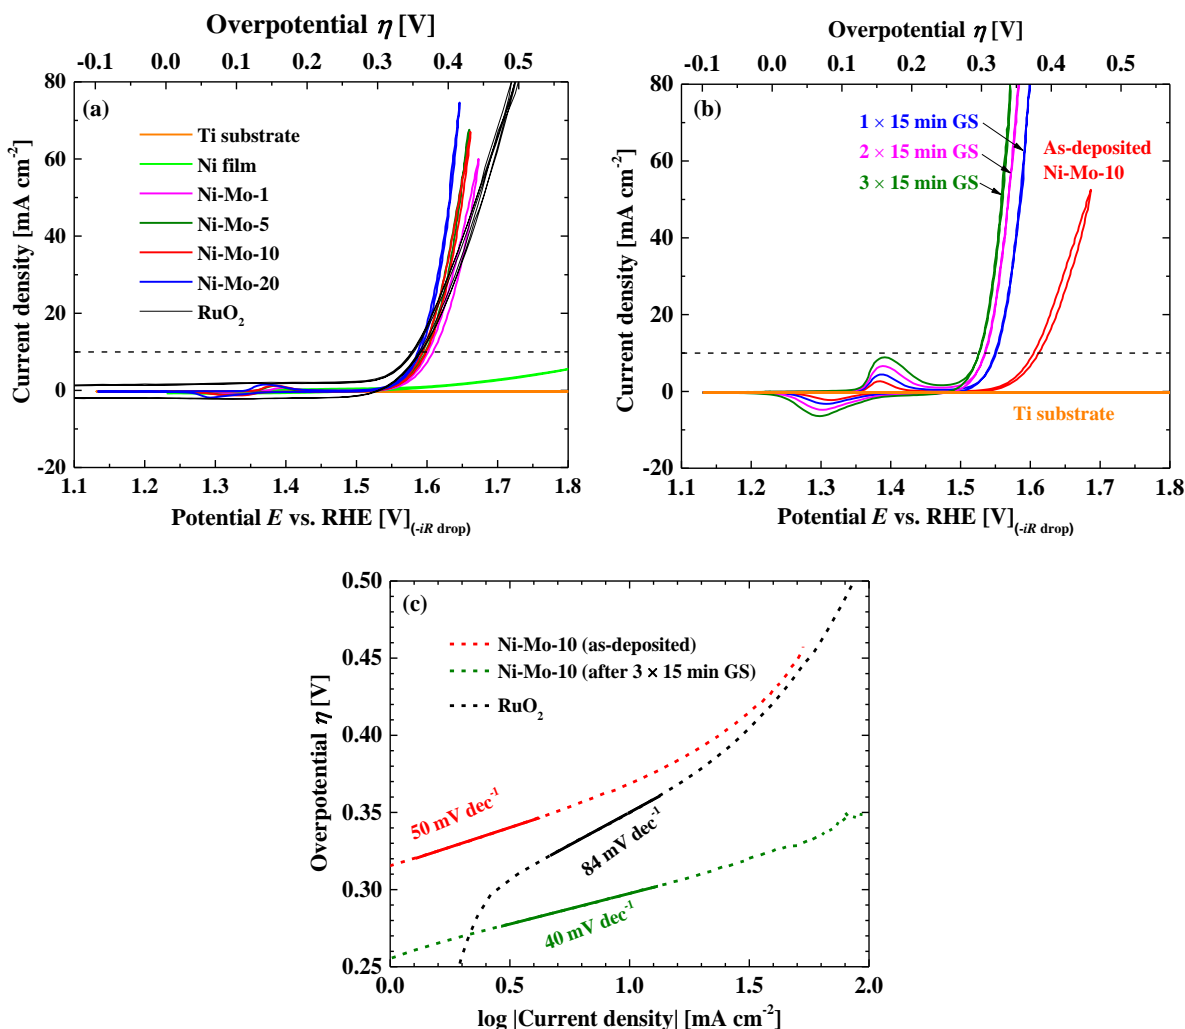 Overpotential η [V]
-0.1 0.0 0.1 0.2 0.3 0.4 0.5
(a)
80
60
40
20
0
-20
Current density [mA cm-2]
Ti substrate
Ni film
Ni-Mo-1
Ni-Mo-5
Ni-Mo-10
Ni-Mo-20
RuO2
1.1 1.2 1.3 1.4 1.5 1.6 1.7 1.8
Potential E vs. RHE [V](-iR drop)
Overpotential η [V]
-0.1 0.0 0.1 0.2 0.3 0.4 0.5
(b)
80
60
40
20
0
-20
Current density [mA cm-2]
1 × 15 min GS
2 × 15 min GS
3 × 15 min GS
As-deposited
Ni-Mo-10
Ti substrate
1.1 1.2 1.3 1.4 1.5 1.6 1.7 1.8
Potential E vs. RHE [V](-iR drop)
(c)
0.50
0.45
0.40
0.35
0.30
0.25
Overpotential η [V]
Ni-Mo-10 (as-deposited)
Ni-Mo-10 (after 3 × 15 min GS)
RuO2
50 mV dec-1
84 mV dec-1
40 mV dec-1
0.0 0.5 1.0 1.5 2.0
log |Current density| [mA cm-2]